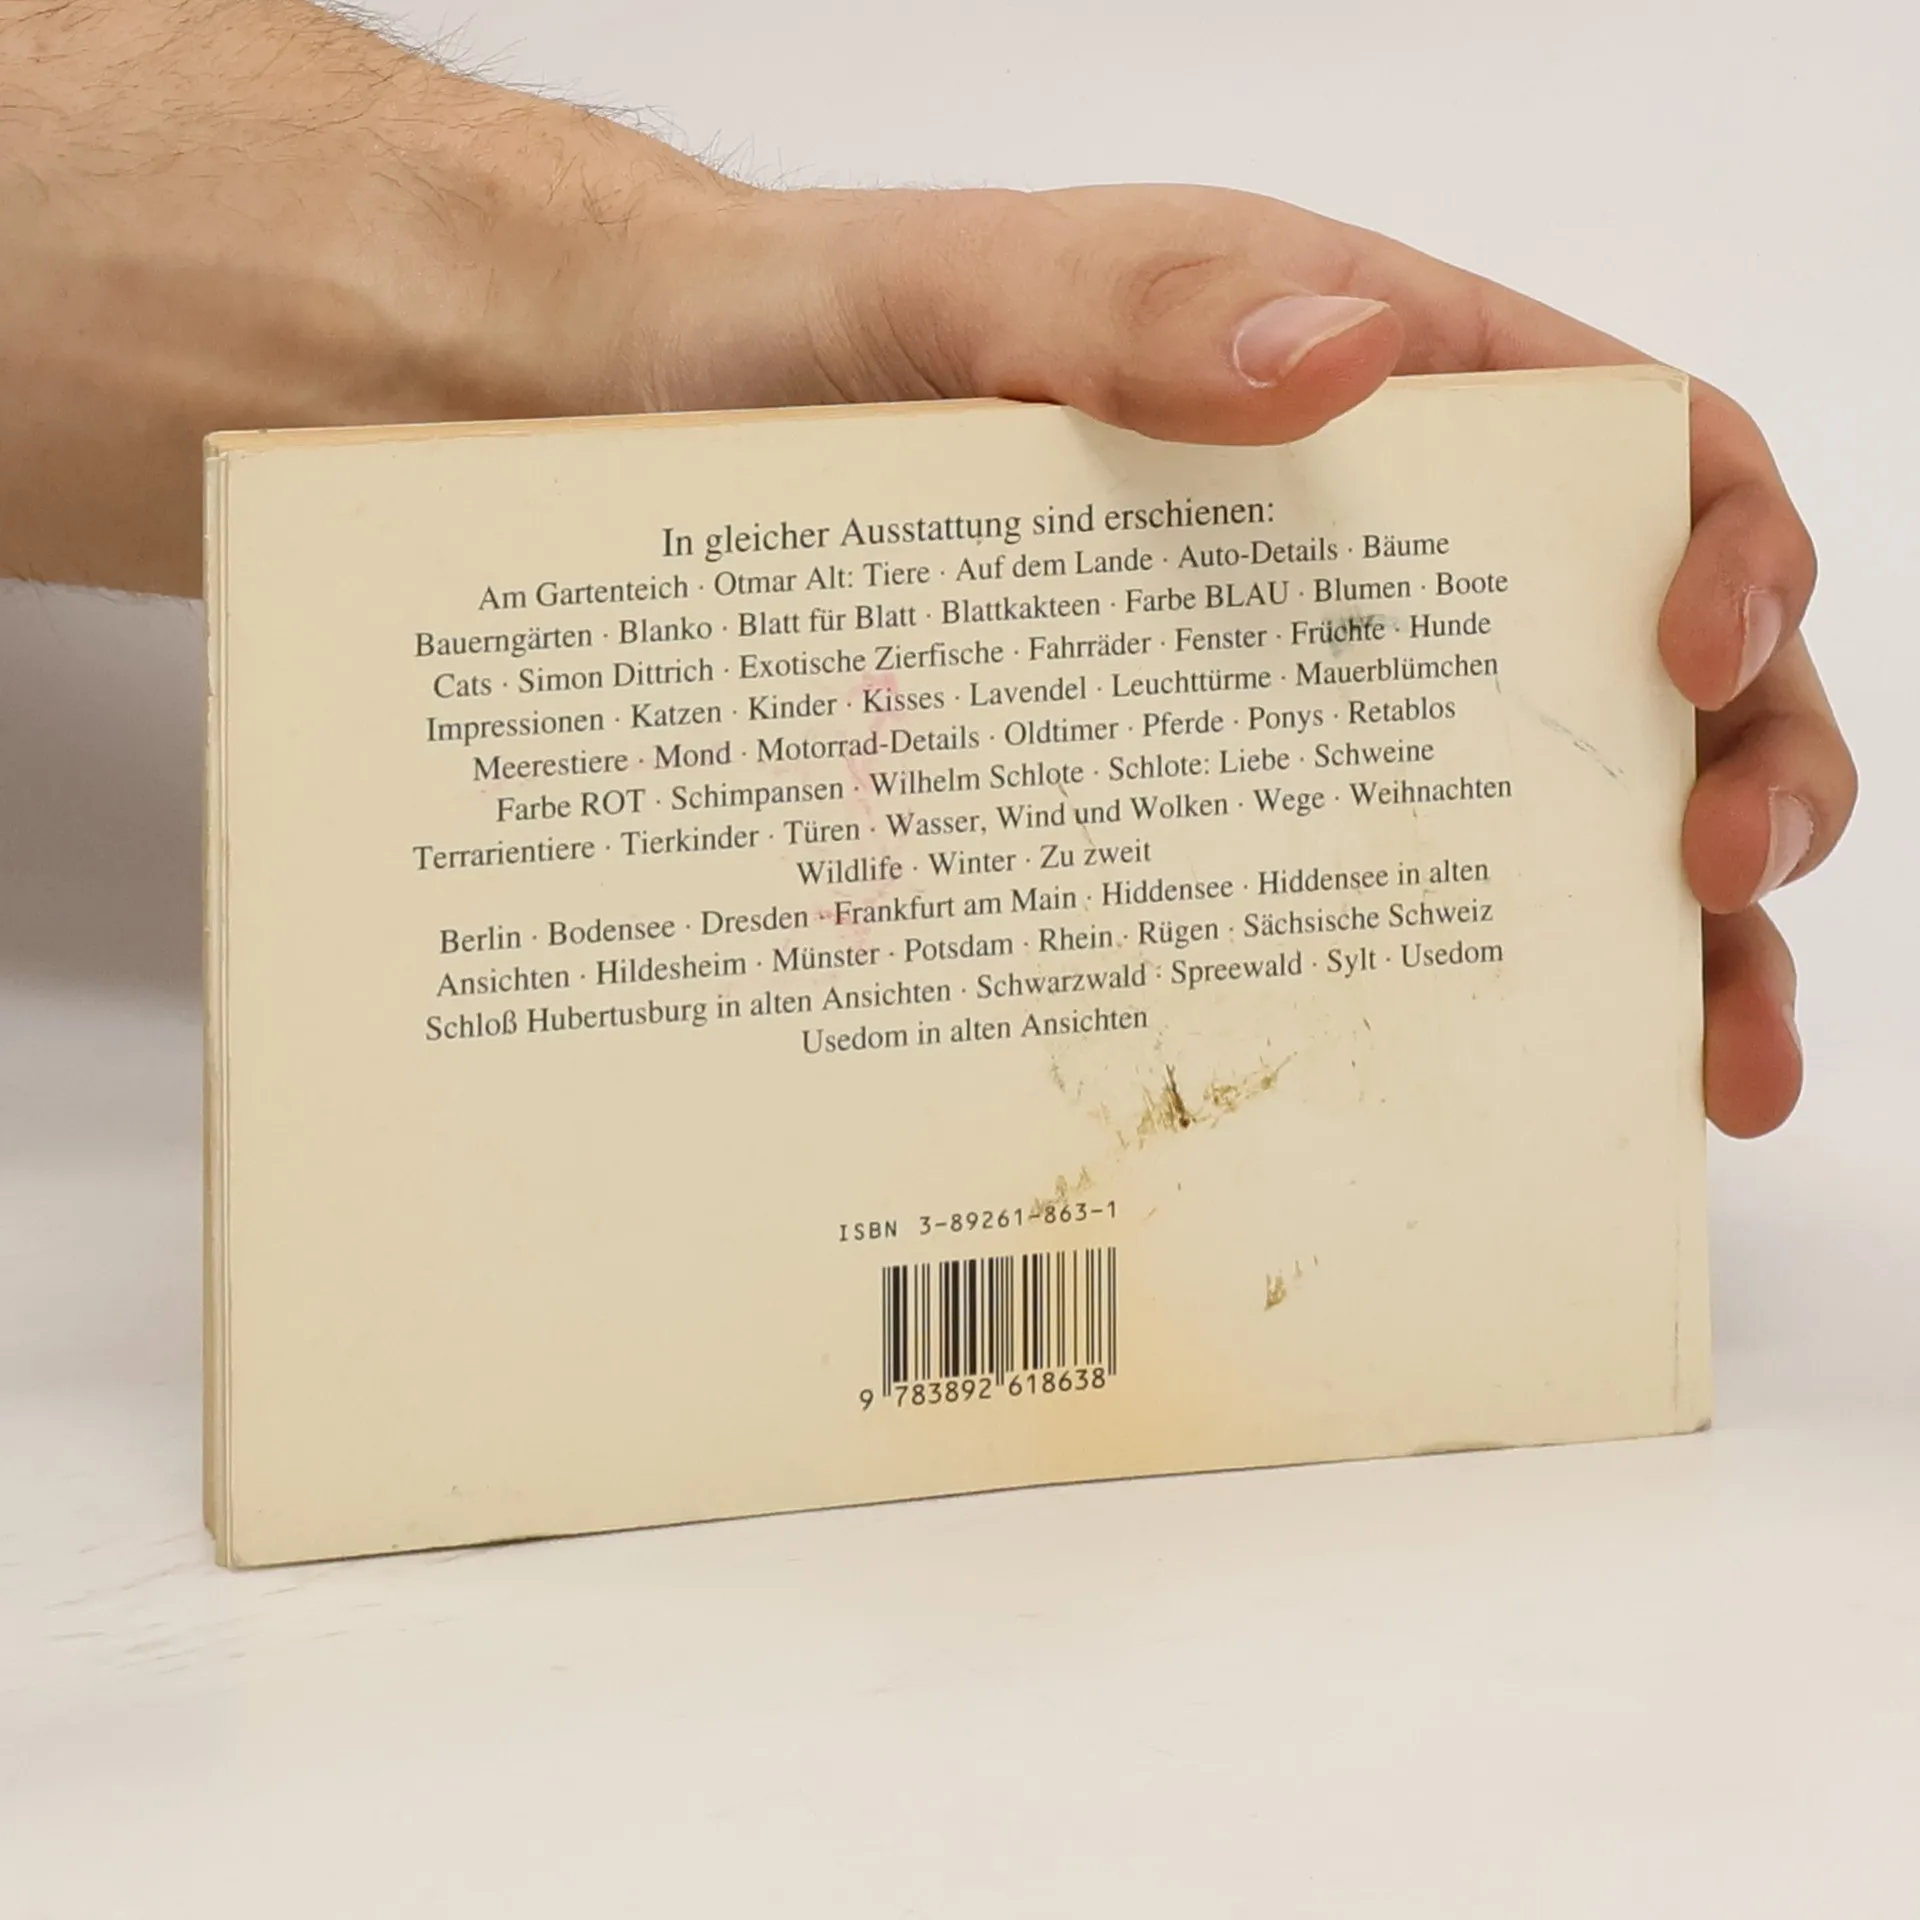 In gleicher Ausstattung sind erschienen:
Am Gartenteich · Otmar Alt: Tiere · Auf dem Lande · Auto-Details · Bäume
Bauerngärten · Blanko · Blatt für Blatt · Blattkakteen · Farbe BLAU · Blumen · Boote
Cats · Simon Dittrich · Exotische Zierfische · Fahrräder · Fenster · Früchte · Hunde
Impressionen · Katzen · Kinder · Kisses · Lavendel · Leuchttürme · Mauerblümchen
Meerestiere · Mond · Motorrad-Details · Oldtimer · Pferde · Ponys · Retablos
Farbe ROT · Schimpansen · Wilhelm Schlote · Schlote: Liebe · Schweine
Terrarientiere · Tierkinder · Türen · Wasser, Wind und Wolken · Wege · Weihnachten
Wildlife · Winter · Zu zweit
Berlin · Bodensee · Dresden · Frankfurt am Main · Hiddensee · Hiddensee in alten
Ansichten · Hildesheim · Münster · Potsdam · Rhein · Rügen · Sächsische Schweiz
Schloß Hubertusburg in alten Ansichten · Schwarzwald · Spreewald · Sylt · Usedom
Usedom in alten Ansichten
ISBN 3-89261-863-1
9 783892 618638